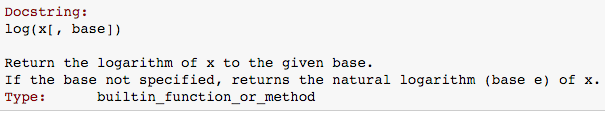 Docstring:
log(x[, base])
Return the logarithm of x to the given base.
If the base not specified, returns the natural logarithm (base e) of x.
Type: builtin_function_or_method